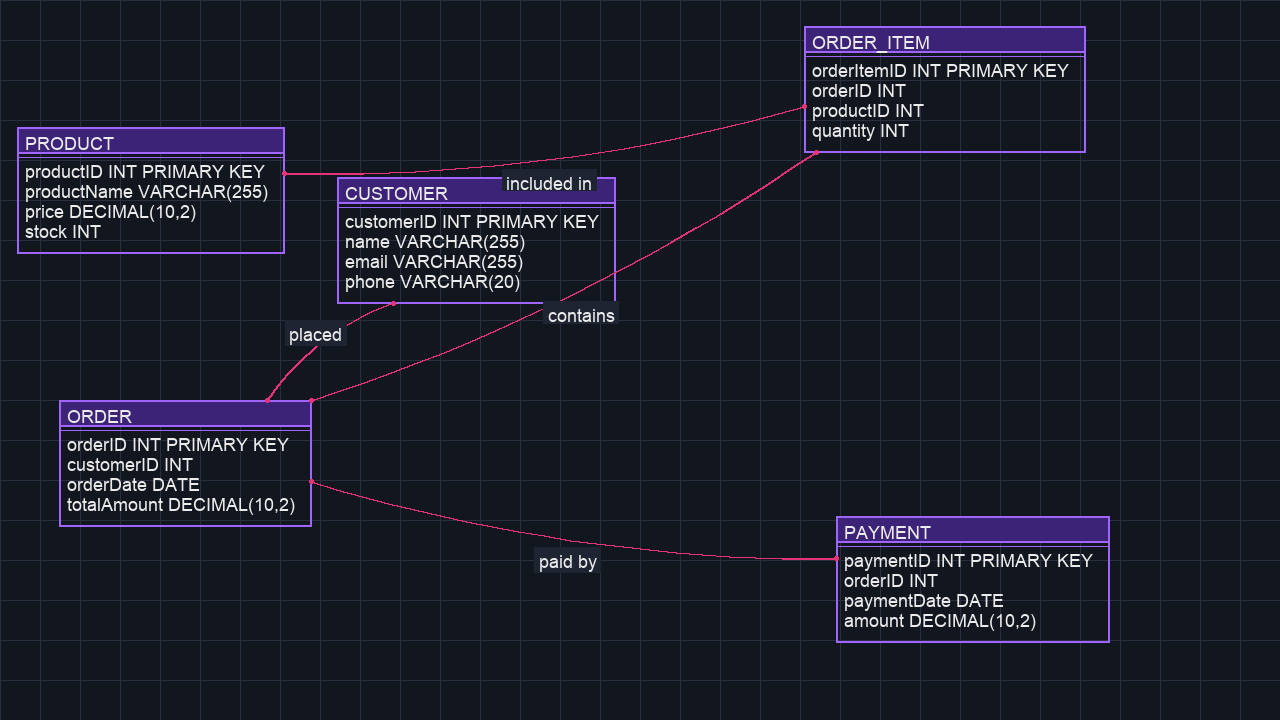 ORDER_ITEM
orderItemID INT PRIMARY KEY
orderID INT
productID INT
quantity INT
PRODUCT
productID INT PRIMARY KEY
productName VARCHAR(255)
price DECIMAL(10,2)
stock INT
included in
CUSTOMER
customerID INT PRIMARY KEY
name VARCHAR(255)
email VARCHAR(255)
phone VARCHAR(20)
contains
placed
ORDER
orderID INT PRIMARY KEY
customerID INT
orderDate DATE
totalAmount DECIMAL(10,2)
paid by
PAYMENT
paymentID INT PRIMARY KEY
orderID INT
paymentDate DATE
amount DECIMAL(10,2)